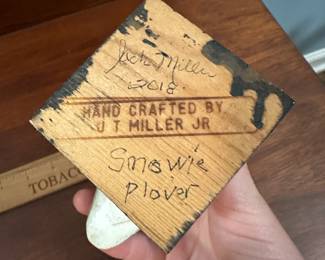 Jack Miller
2018
HAND CRAFTED BY
J T MILLER JR
Snowie
Plover
TOBACC